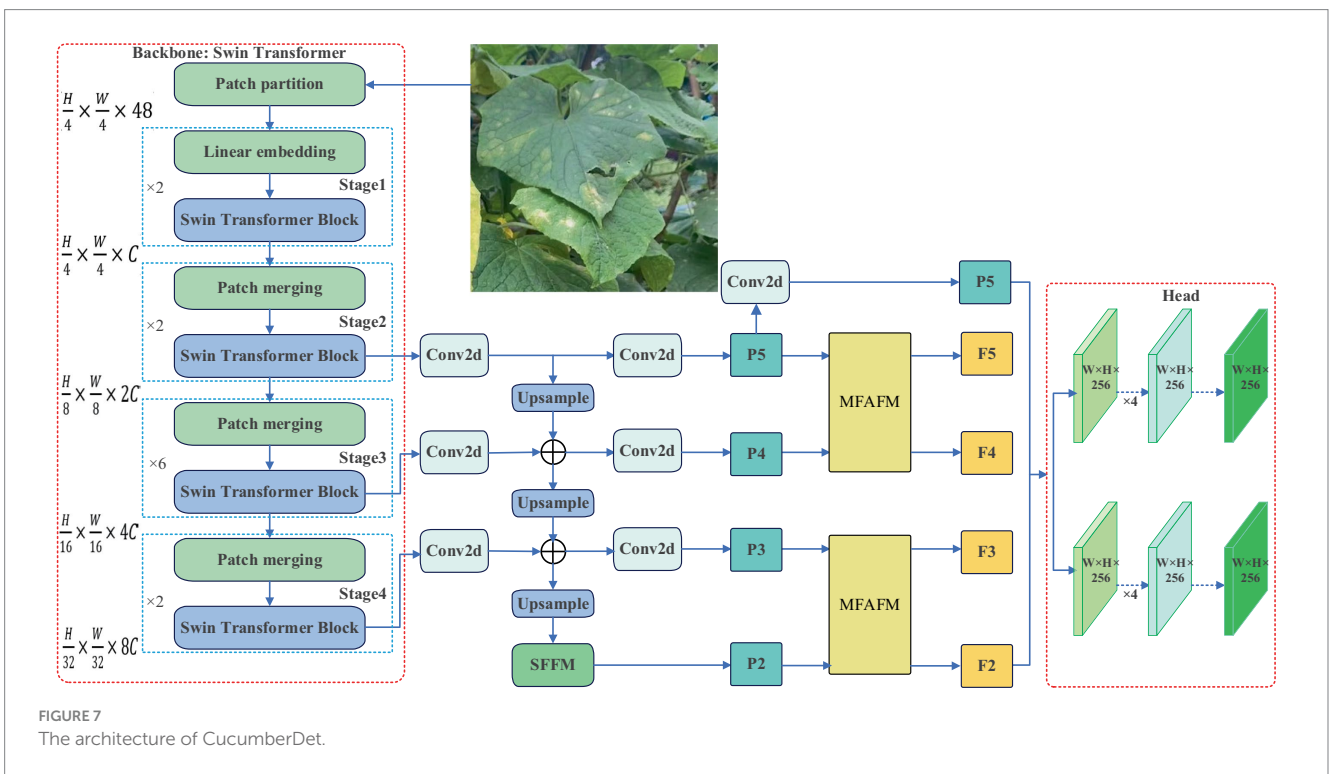 Backbone: Swin Transformer
Patch partition
H/4 × W/4 × 48
Linear embedding
×2
Stage1
Swin Transformer Block
H/4 × W/4 × C
Patch merging
×2
Stage2
Swin Transformer Block
H/8 × W/8 × 2C
Patch merging
×6
Stage3
Swin Transformer Block
H/16 × W/16 × 4C
Patch merging
×2
Stage4
Swin Transformer Block
H/32 × W/32 × 8C
Conv2d
P5
Conv2d
Conv2d
P5
MFAFM
F5
Upsample
Conv2d
Conv2d
P4
F4
Upsample
Conv2d
Conv2d
P3
MFAFM
F3
Upsample
SFFM
P2
F2
Head
W×H×
256
×4
W×H×
256
W×H×
256
W×H×
256
×4
W×H×
256
W×H×
256
FIGURE 7
The architecture of CucumberDet.